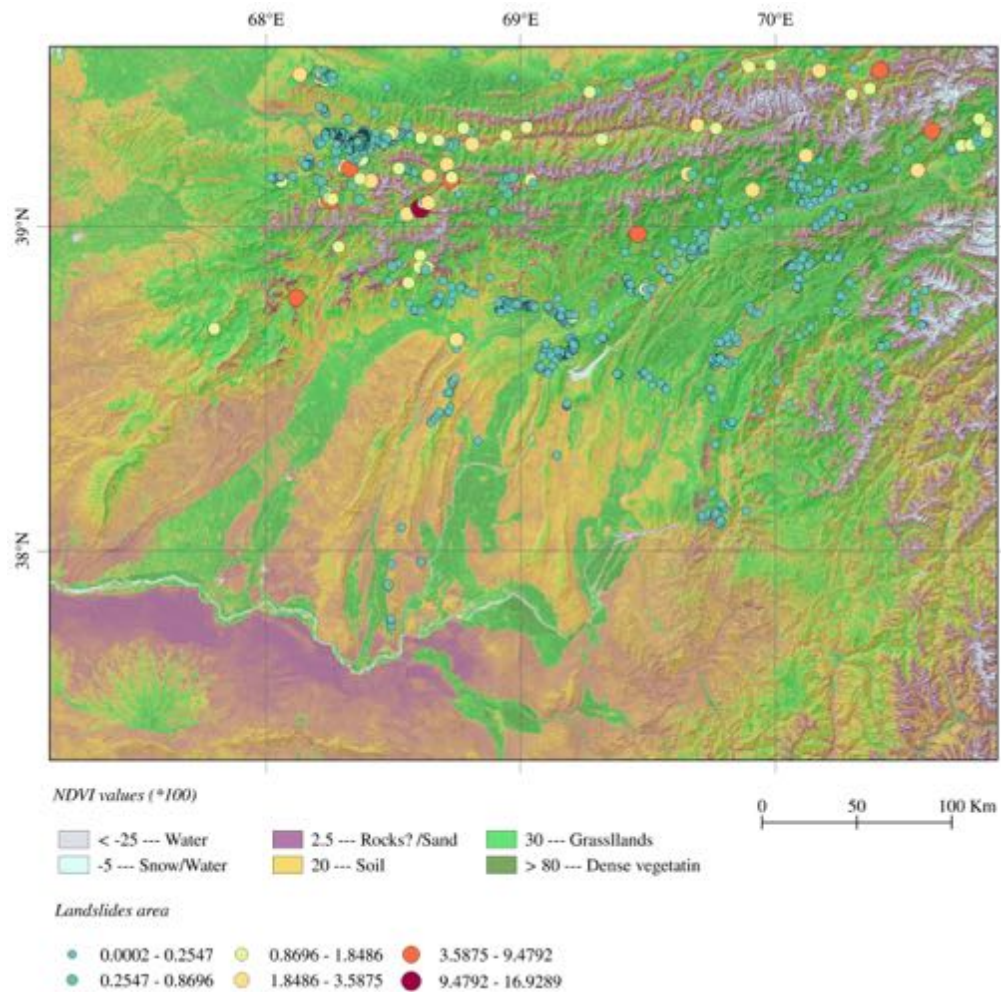 68°E 69°E 70°E
39°N
38°N
NDVI values (*100)
< -25 --- Water 2.5 --- Rocks? /Sand 30 --- Grassllands
-5 --- Snow/Water 20 --- Soil > 80 --- Dense vegetatin
0 50 100 Km
Landslides area
0.0002 - 0.2547 0.8696 - 1.8486 3.5875 - 9.4792
0.2547 - 0.8696 1.8486 - 3.5875 9.4792 - 16.9289